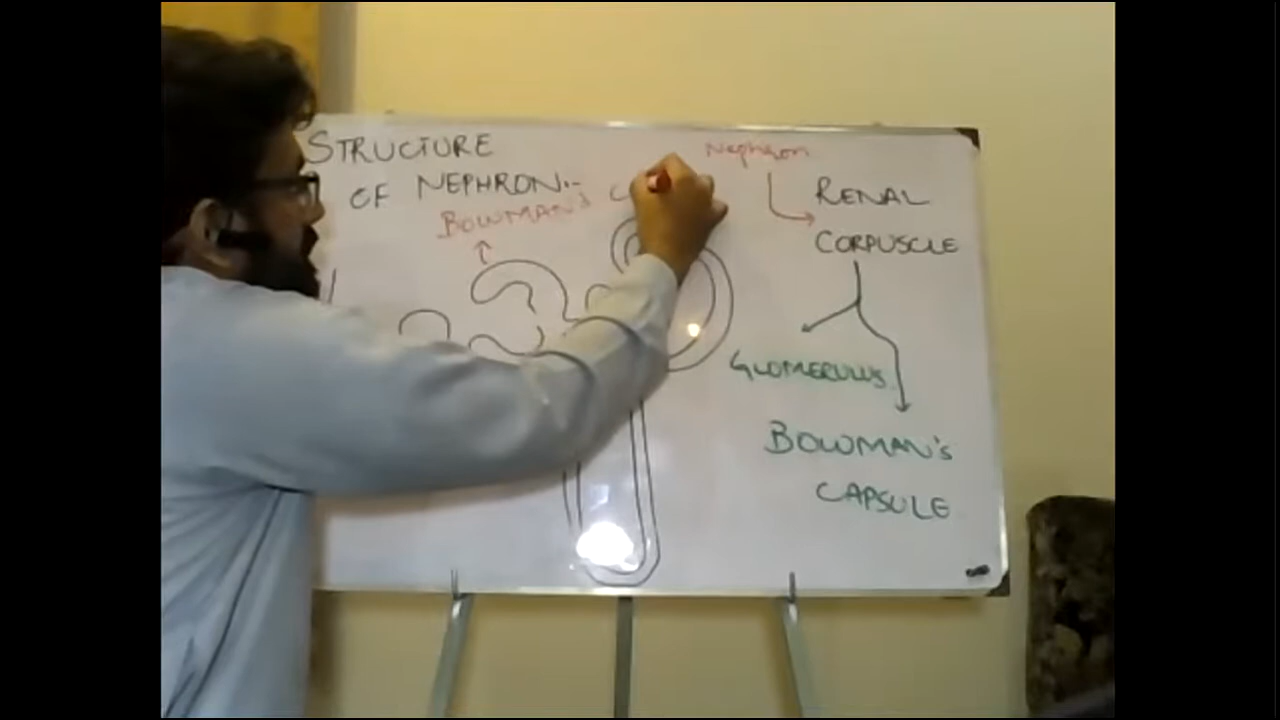 STRUCTURE
OF NEPHRON:-
BOWMAN'S C
Nephron
RENAL
CORPUSCLE
GLOMERULUS
BOWMAN'S
CAPSULE